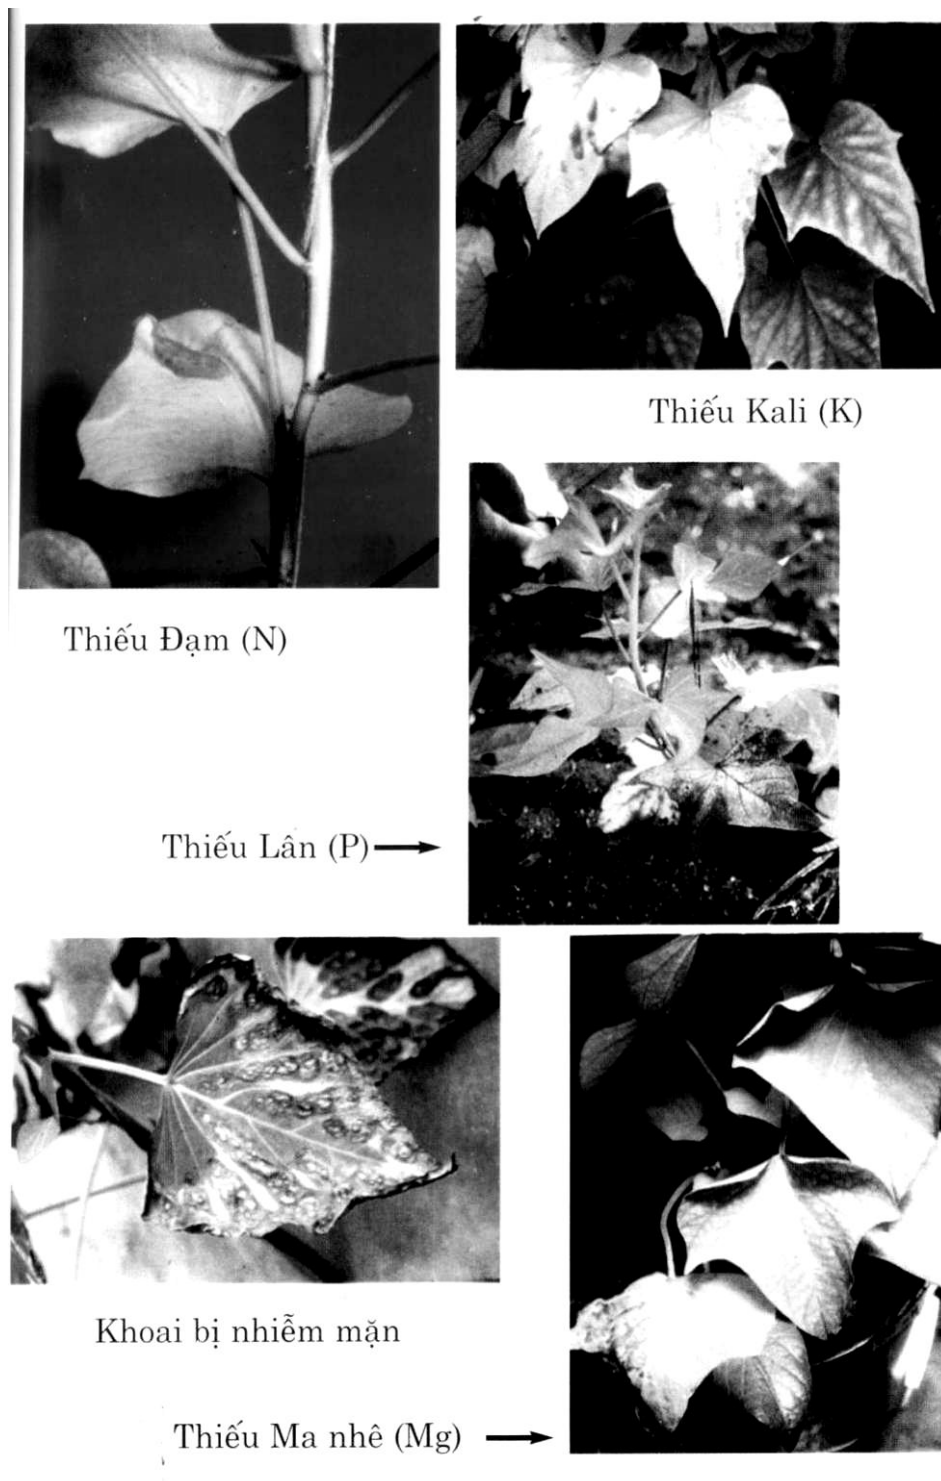 Thiếu Kali (K)
Thiếu Đạm (N)
Thiếu Lân (P)
Khoai bị nhiễm mặn
Thiếu Ma nhê (Mg)